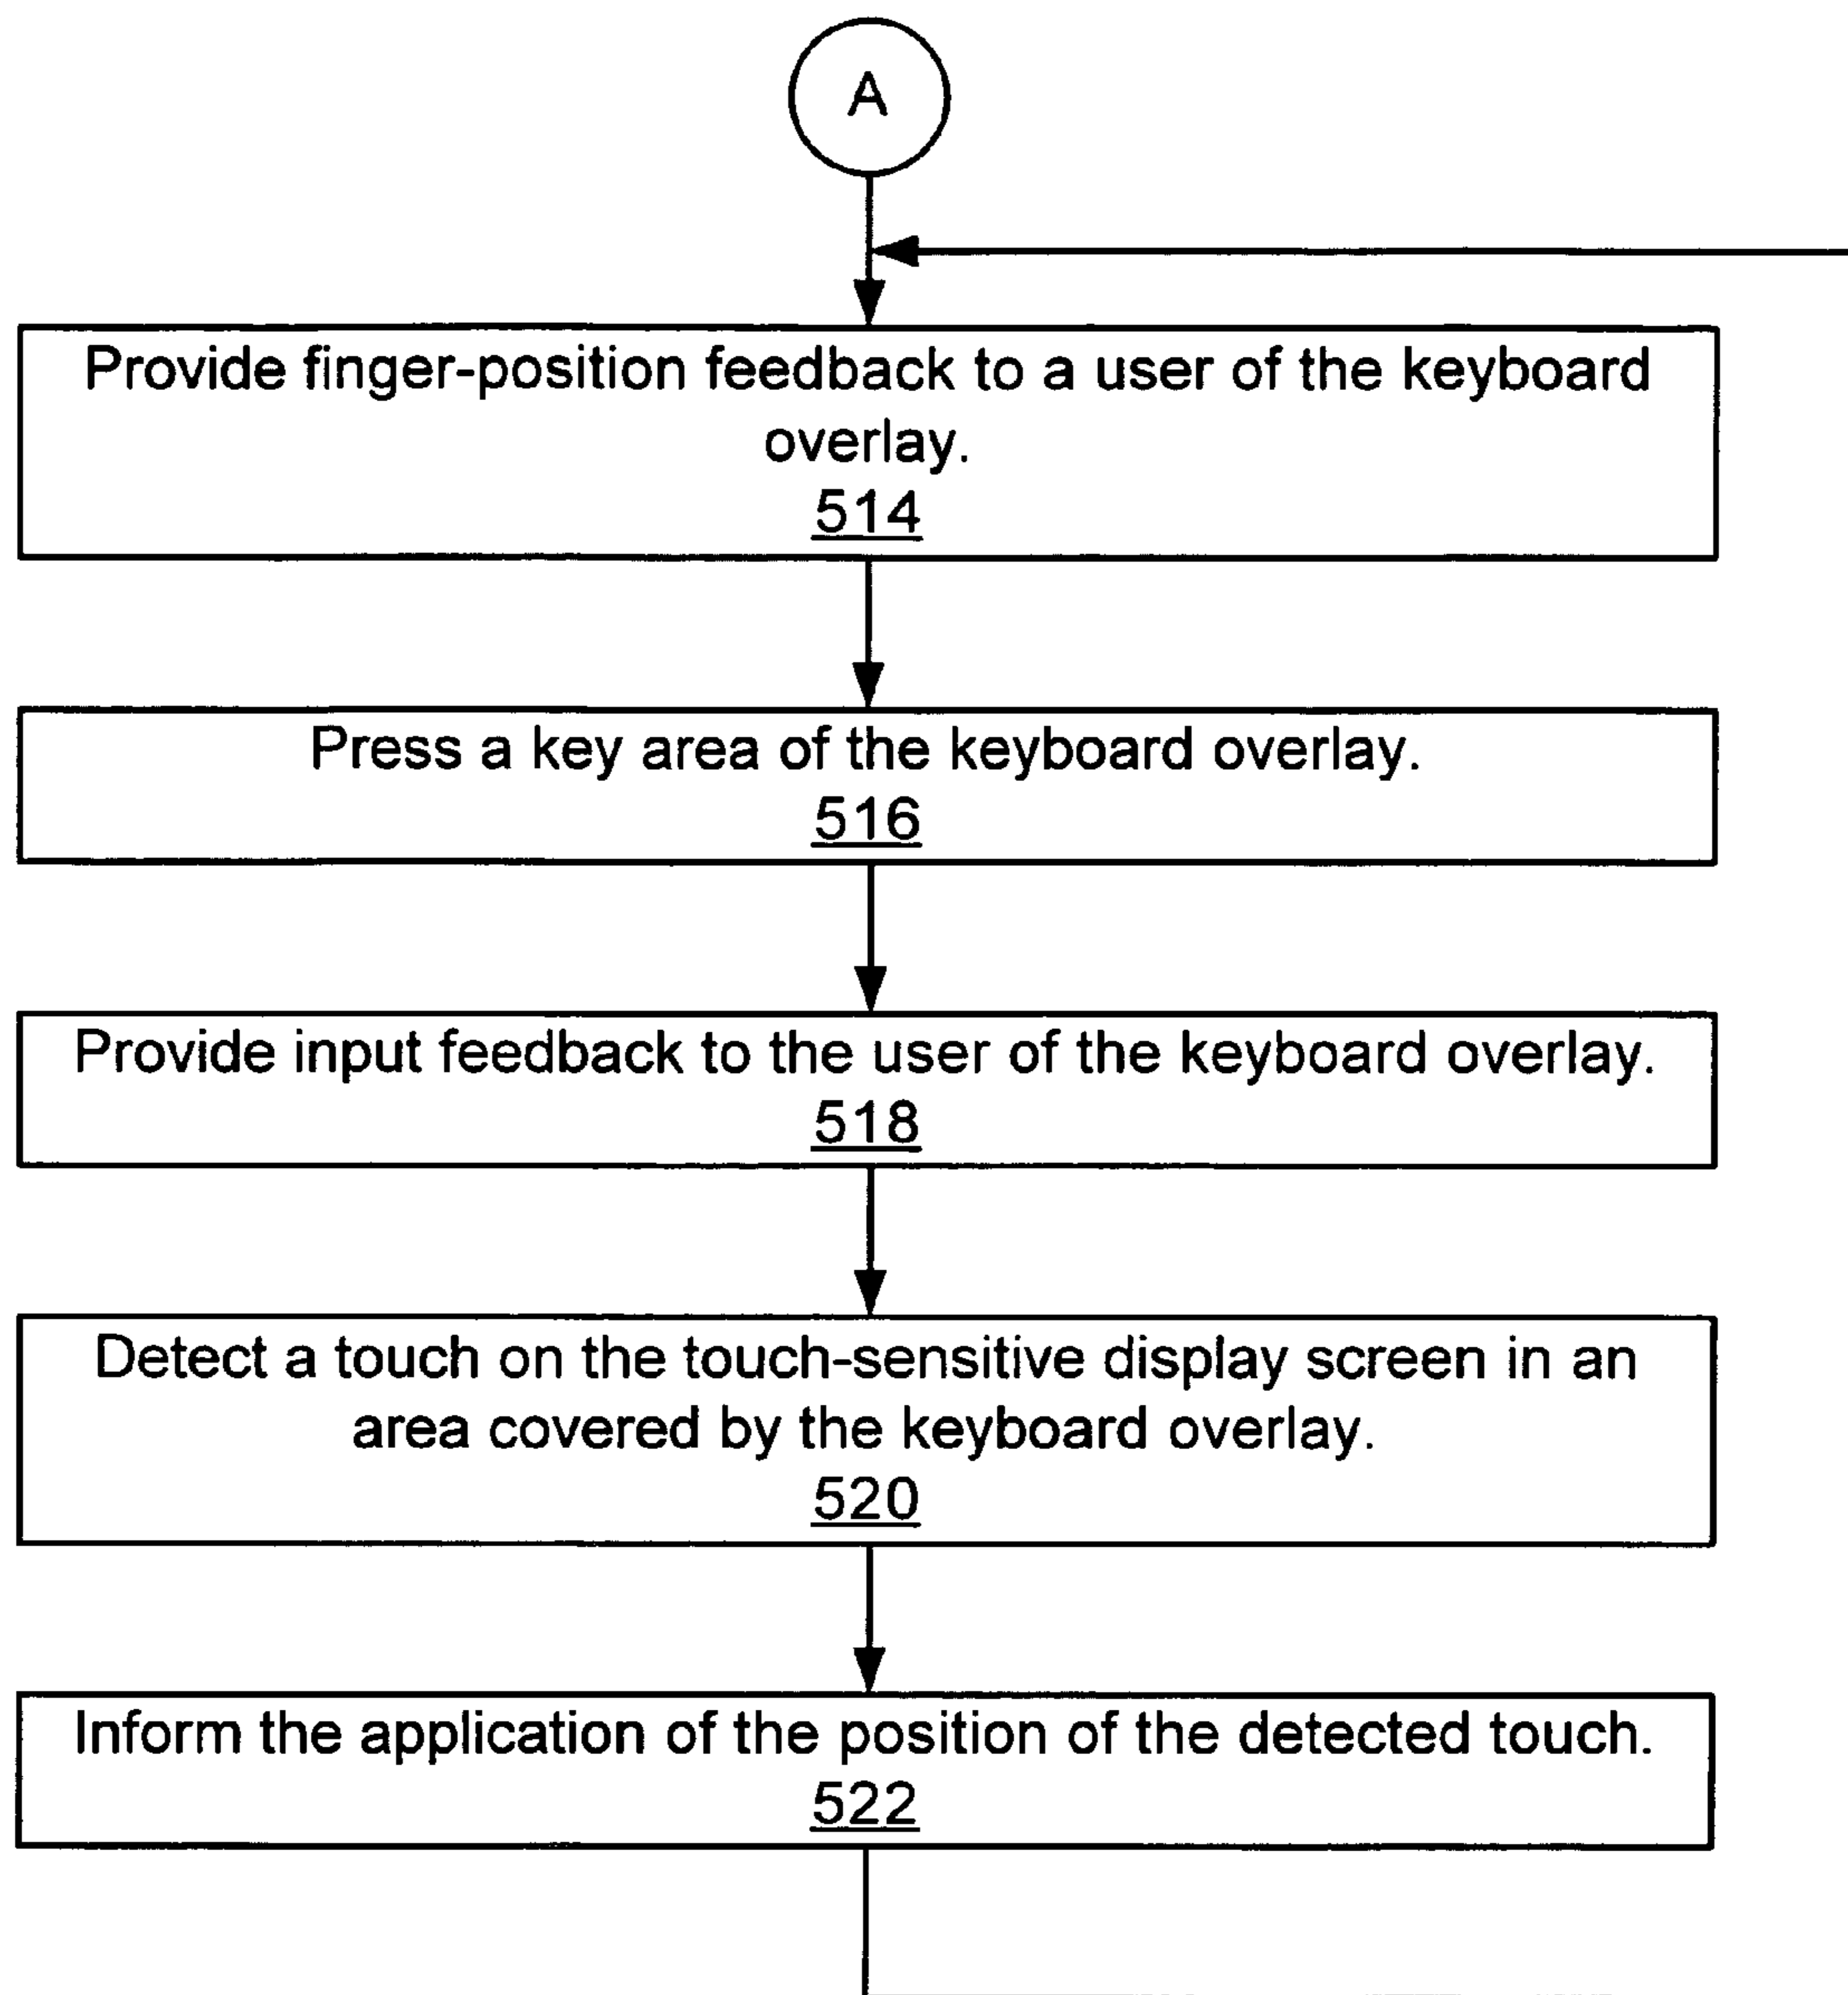 A
Provide finger-position feedback to a user of the keyboard
overlay.
514
Press a key area of the keyboard overlay.
516
Provide input feedback to the user of the keyboard overlay.
518
Detect a touch on the touch-sensitive display screen in an
area covered by the keyboard overlay.
520
Inform the application of the position of the detected touch.
522